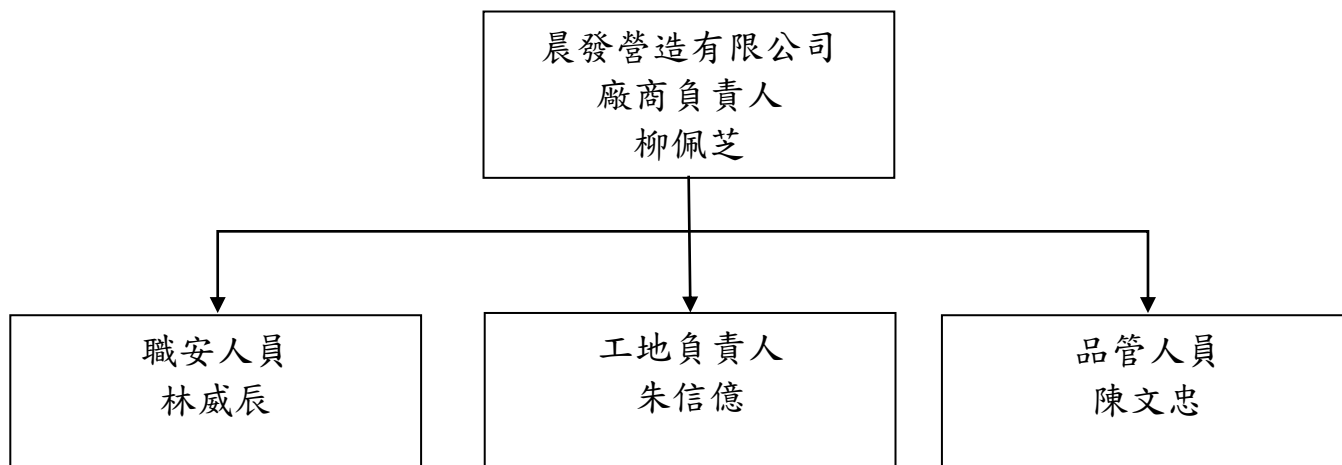 晨發營造有限公司
廠商負責人
柳佩芝
職安人員
林威辰
工地負責人
朱信億
品管人員
陳文忠